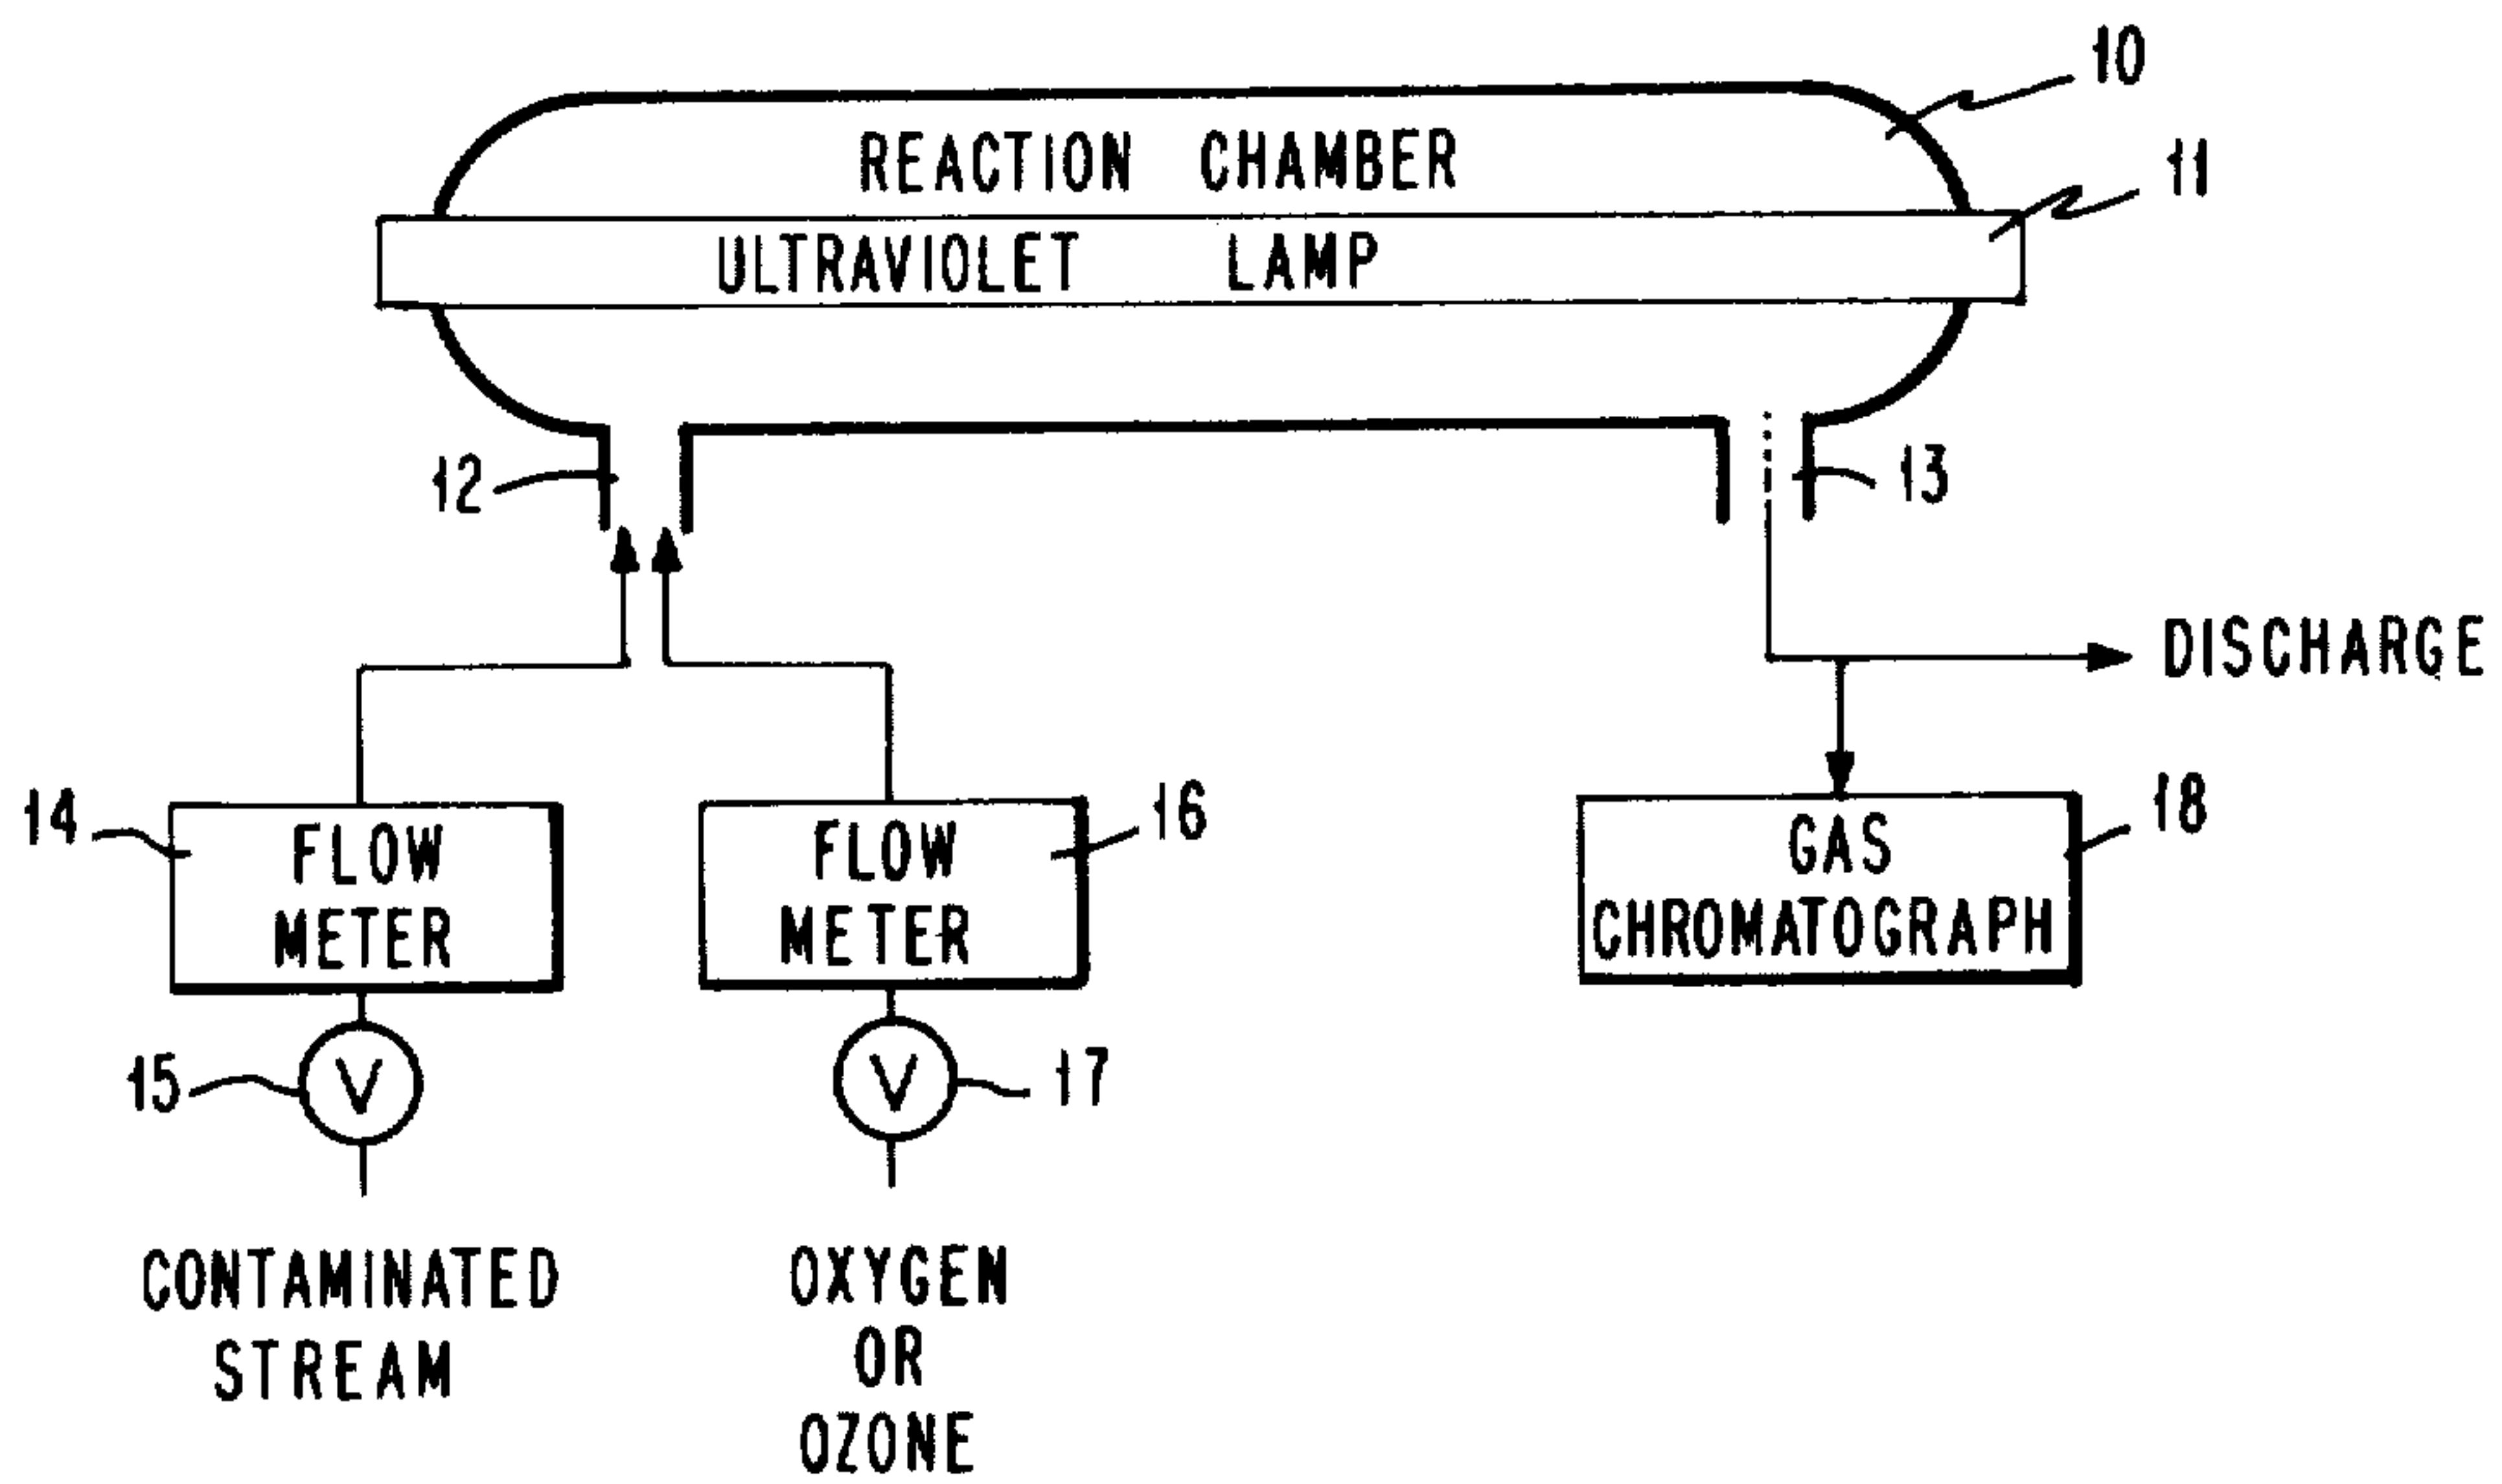 10
REACTION CHAMBER
11
ULTRAVIOLET LAMP
12
13
DISCHARGE
14
FLOW
METER
16
FLOW
METER
18
GAS
CHROMATOGRAPH
15
V
17
V
CONTAMINATED
STREAM
OXYGEN
OR
OZONE